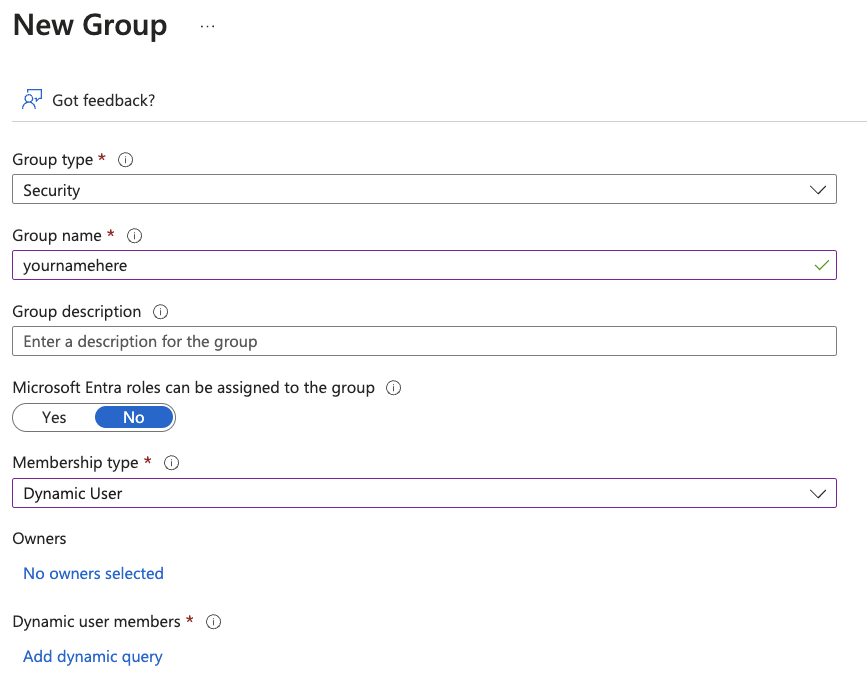 New Group ...
Got feedback?
Group type *
Security
Group name *
yournamehere
Group description
Enter a description for the group
Microsoft Entra roles can be assigned to the group
Yes No
Membership type *
Dynamic User
Owners
No owners selected
Dynamic user members *
Add dynamic query